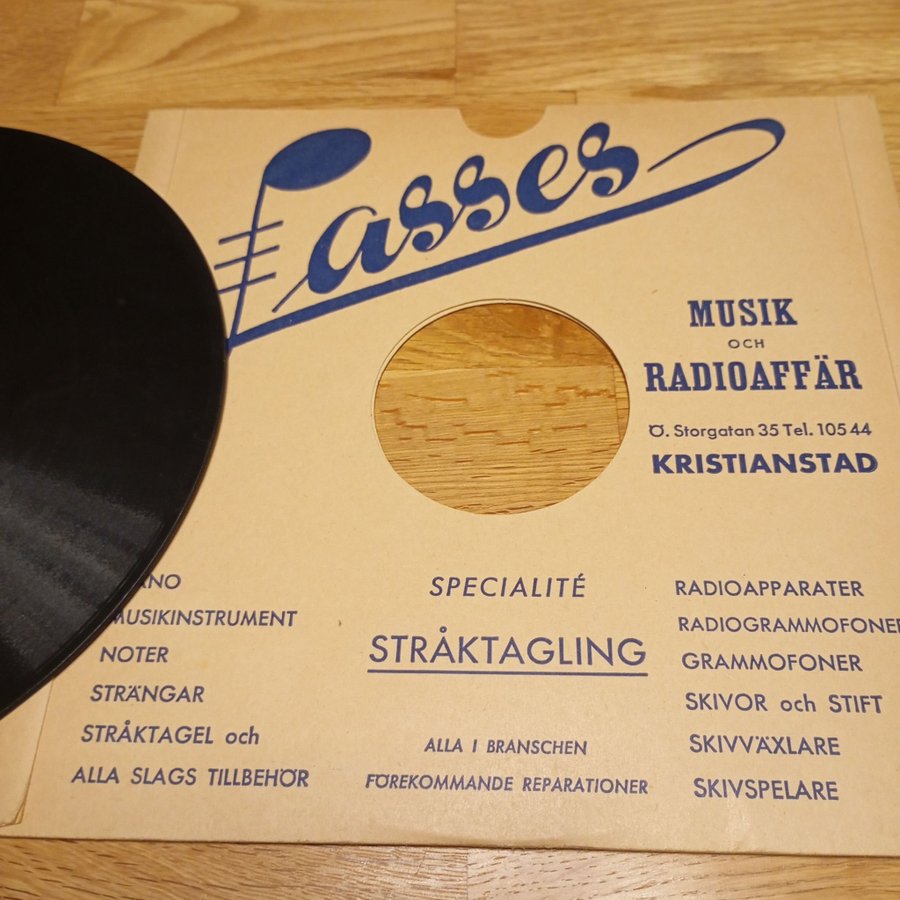 Lasses
MUSIK
OCH
RADIOAFFÄR
Ö. Storgatan 35 Tel. 105 44
KRISTIANSTAD
ANO
MUSIKINSTRUMENT
NOTER
STRÄNGAR
STRÅKTAGEL och
ALLA SLAGS TILLBEHÖR
SPECIALITÉ
STRÅKTAGLING
ALLA I BRANSCHEN
FÖREKOMMANDE REPARATIONER
RADIOAPPARATER
RADIOGRAMMOFONER
GRAMMOFONER
SKIVOR och STIFT
SKIVVÄXLARE
SKIVSPELARE